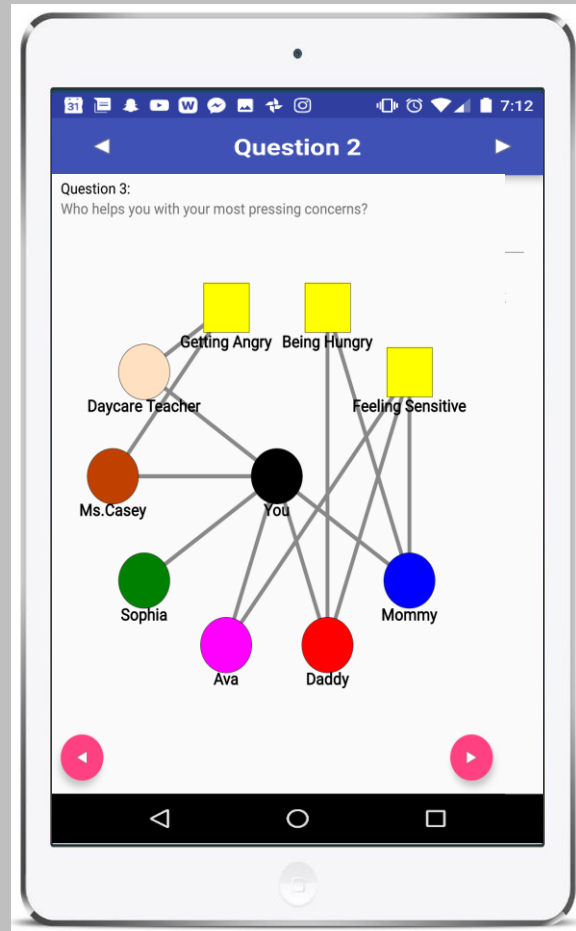 31 W 7:12
Question 2
Question 3:
Who helps you with your most pressing concerns?
Getting Angry Being Hungry
Daycare Teacher Feeling Sensitive
Ms.Casey You
Sophia Mommy
Ava Daddy